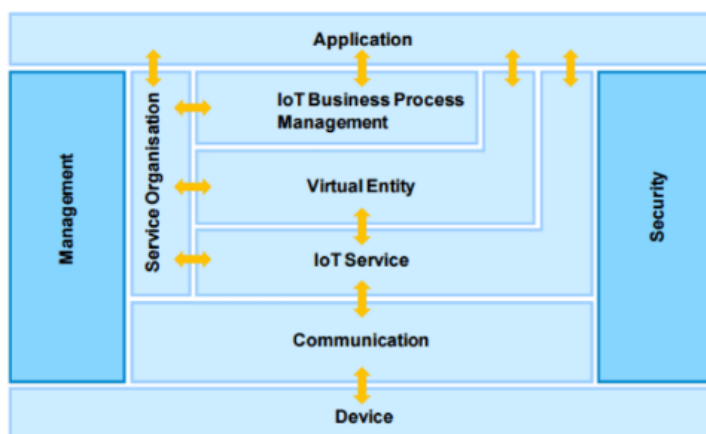 Application
Management
Service Organisation
IoT Business Process
Management
Virtual Entity
IoT Service
Security
Communication
Device